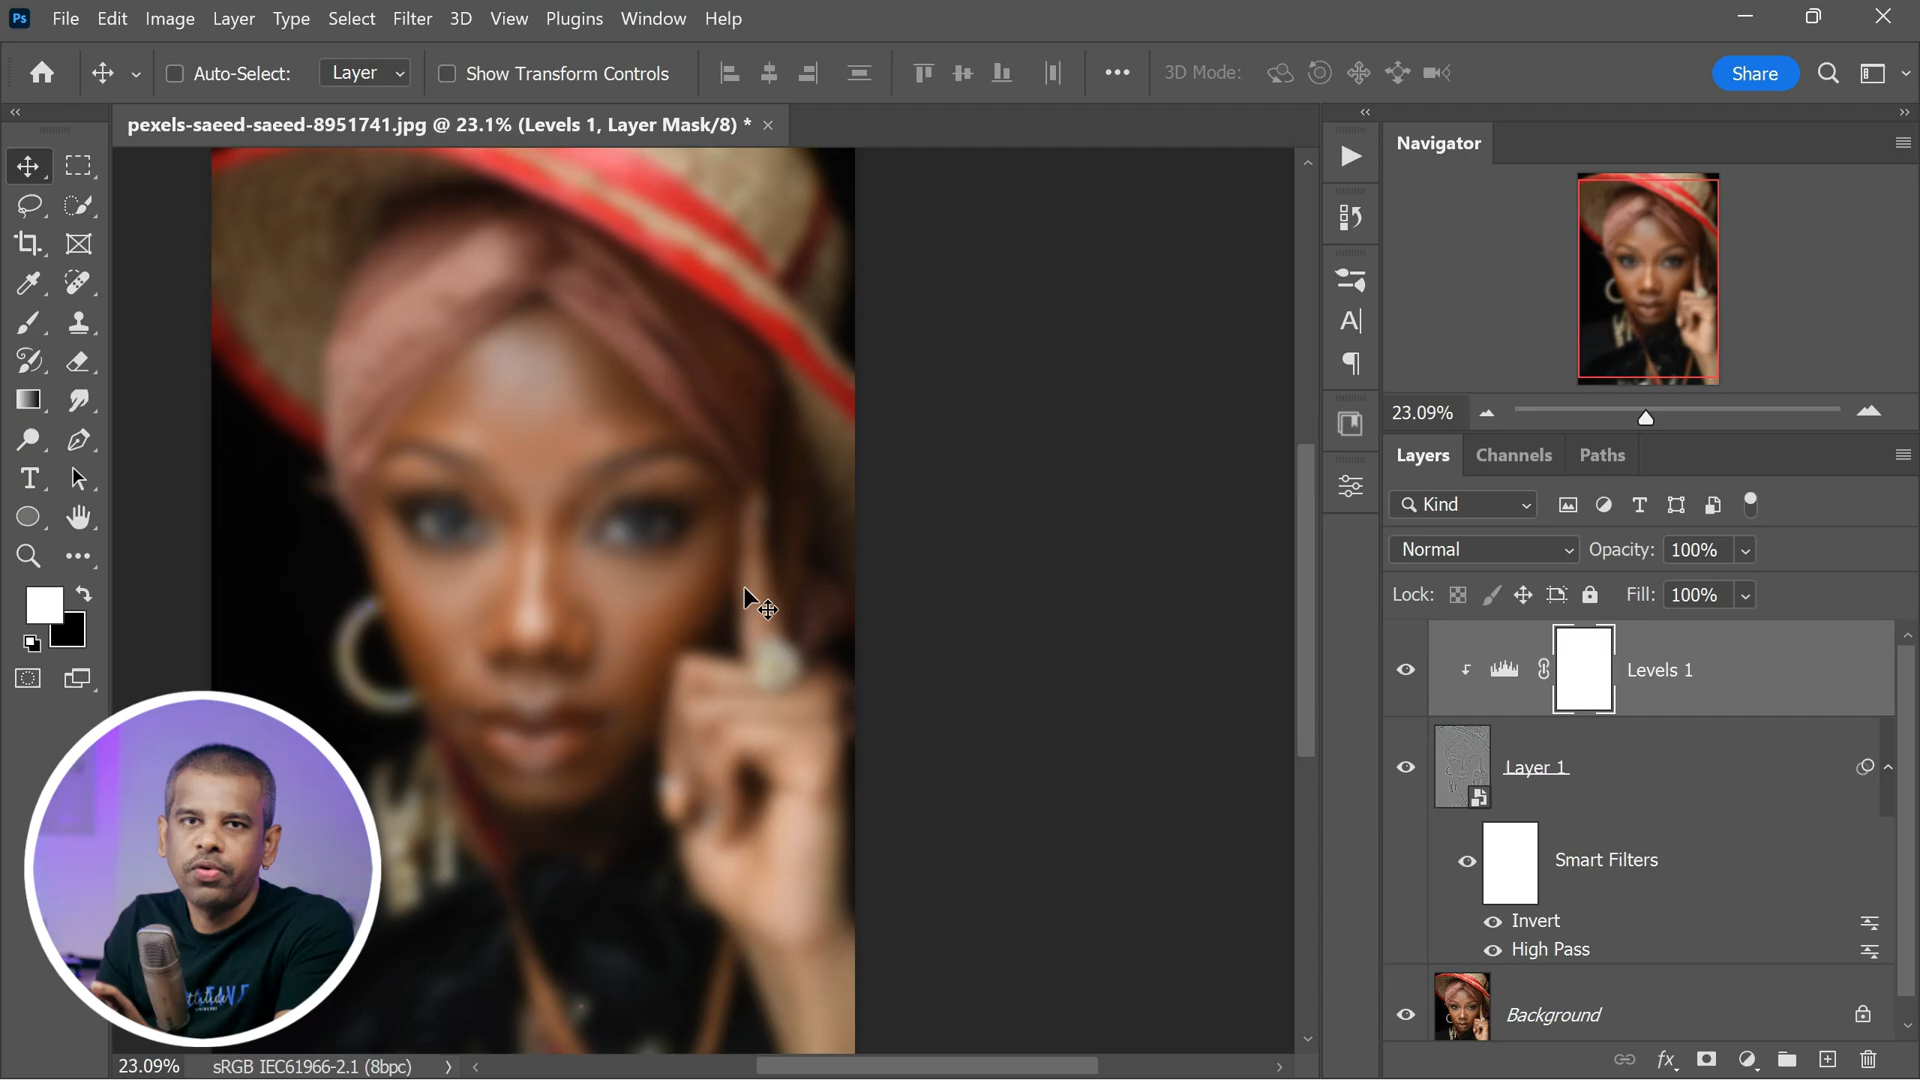 Ps File Edit Image Layer Type Select Filter 3D View Plugins Window Help
Auto-Select: Layer Show Transform Controls 3D Mode: Share
pexels-saeed-saeed-8951741.jpg @ 23.1% (Levels 1, Layer Mask/8) *
Navigator
23.09%
Layers Channels Paths
Kind
Normal Opacity: 100%
Lock: Fill: 100%
Levels 1
Layer 1
Smart Filters
Invert
High Pass
Background
23.09% sRGB IEC61966-2.1 (8bpc)